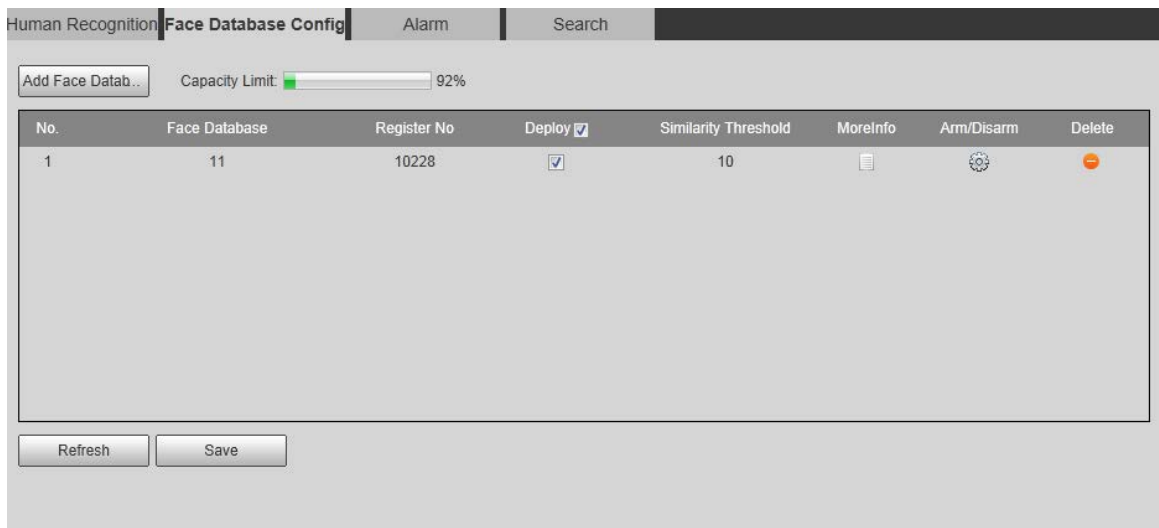 Human Recognition Face Database Config Alarm Search
Add Face Datab.. Capacity Limit: 92%
No. Face Database Register No Deploy Similarity Threshold MoreInfo Arm/Disarm Delete
1 11 10228 10
Refresh Save